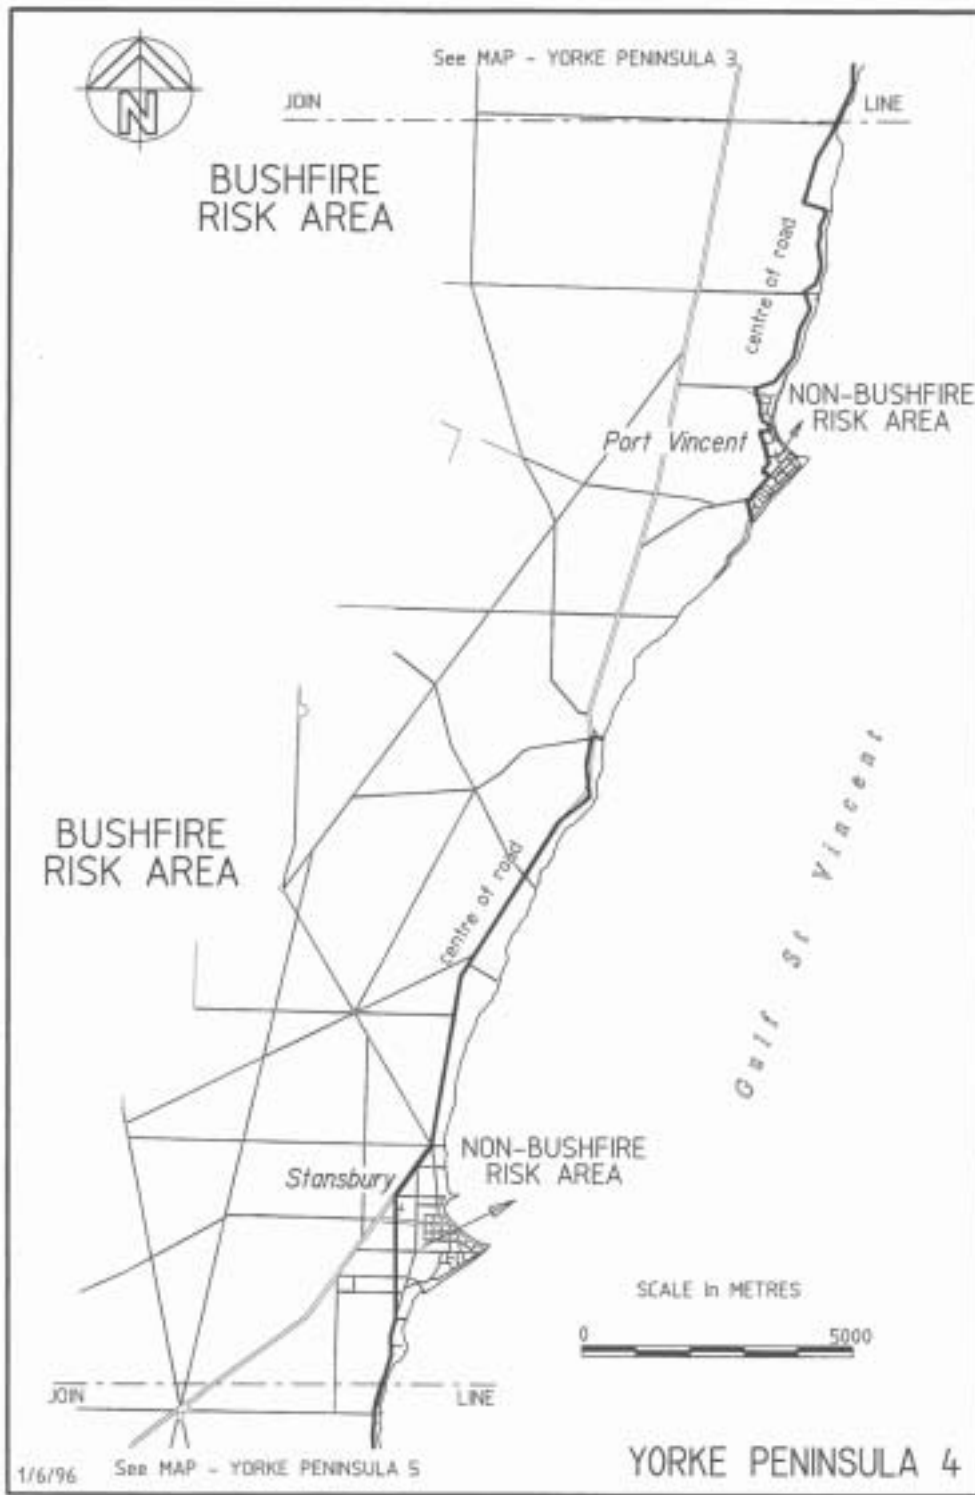 See MAP - YORKE PENINSULA 3
N
JOIN
LINE
BUSHFIRE
RISK AREA
centre of road
NON-BUSHFIRE
RISK AREA
Port Vincent
Gulf St Vincent
BUSHFIRE
RISK AREA
centre of road
NON-BUSHFIRE
RISK AREA
Stansbury
SCALE in METRES
0
5000
JOIN
LINE
1/6/96
See MAP - YORKE PENINSULA 5
YORKE PENINSULA 4